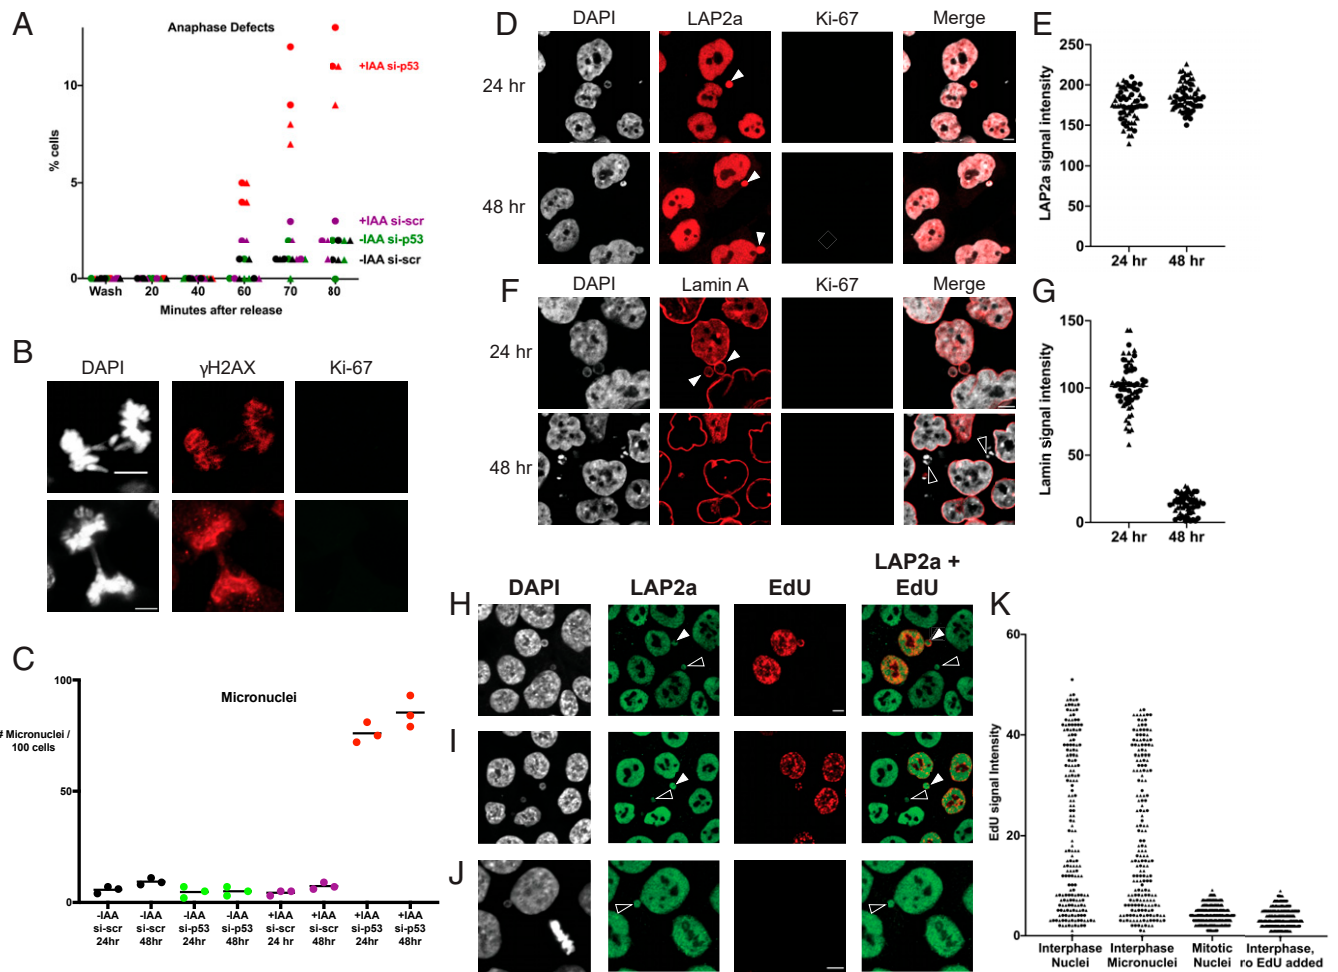 A
Anaphase Defects
% cells
10
5
0
+IAA si-p53
+IAA si-scr
-IAA si-p53
-IAA si-scr
Wash 20 40 60 70 80
Minutes after release
B
DAPI γH2AX Ki-67
C
Micronuclei
# Micronuclei /
100 cells
100
50
0
-IAA -IAA -IAA -IAA +IAA +IAA +IAA +IAA
si-scr si-scr si-p53 si-p53 si-scr si-scr si-p53 si-p53
24hr 48hr 24hr 48hr 24 hr 48hr 24hr 48hr
D
DAPI LAP2a Ki-67 Merge
24 hr
48 hr
E
LAP2a signal intensity
250
200
150
100
50
0
24 hr 48 hr
F
DAPI Lamin A Ki-67 Merge
24 hr
48 hr
G
Lamin signal intensity
150
100
50
0
24 hr 48 hr
DAPI LAP2a EdU LAP2a +
EdU
H
I
J
K
EdU signal Intensity
60
40
20
0
Interphase Interphase Mitotic Interphase,
Nuclei Micronuclei Nuclei ro EdU added